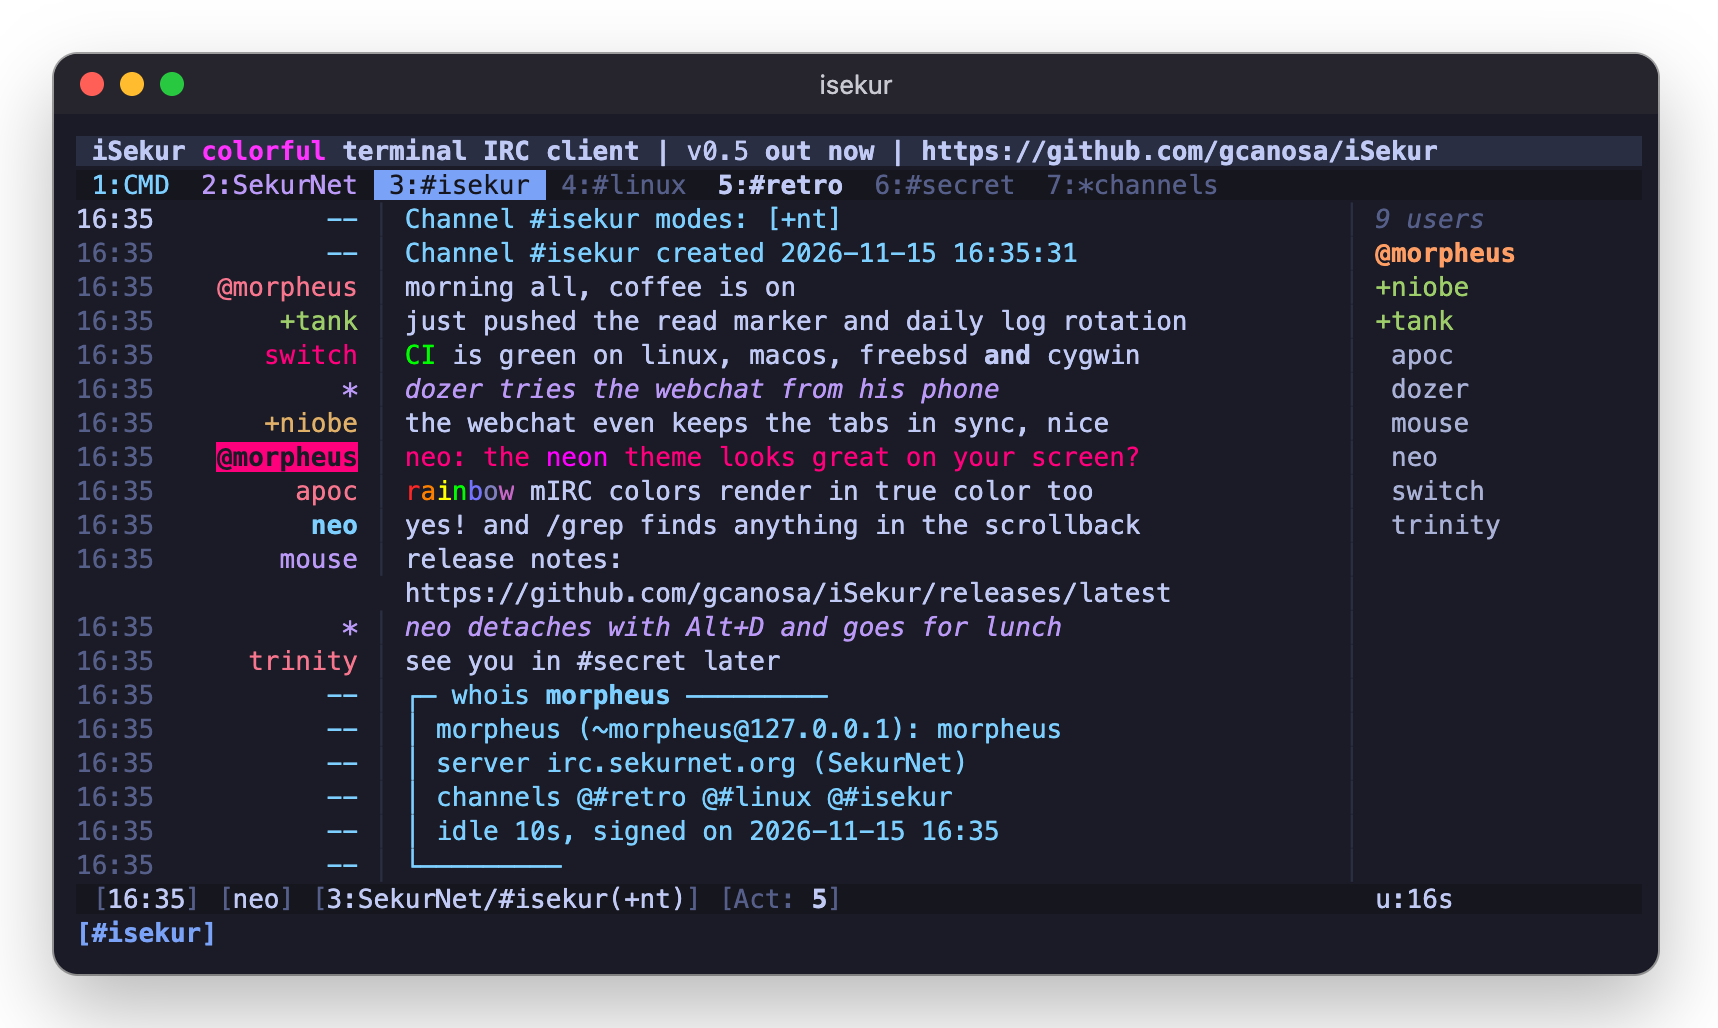 isekur
iSekur colorful terminal IRC client | v0.5 out now | https://github.com/gcanosa/iSekur
1:CMD 2:SekurNet 3:#isekur 4:#linux 5:#retro 6:#secret 7:*channels
16:35 -- Channel #isekur modes: [+nt] 9 users
16:35 -- Channel #isekur created 2026-11-15 16:35:31 @morpheus
16:35 @morpheus morning all, coffee is on +niobe
16:35 +tank just pushed the read marker and daily log rotation +tank
16:35 switch CI is green on linux, macos, freebsd and cygwin apoc
16:35 * dozer tries the webchat from his phone dozer
16:35 +niobe the webchat even keeps the tabs in sync, nice mouse
16:35 @morpheus neo: the neon theme looks great on your screen? neo
16:35 apoc rainbow mIRC colors render in true color too switch
16:35 neo yes! and /grep finds anything in the scrollback trinity
16:35 mouse release notes:
https://github.com/gcanosa/iSekur/releases/latest
16:35 * neo detaches with Alt+D and goes for lunch
16:35 trinity see you in #secret later
16:35 -- ┌─ whois morpheus ─────────
16:35 -- │ morpheus (~morpheus@127.0.0.1): morpheus
16:35 -- │ server irc.sekurnet.org (SekurNet)
16:35 -- │ channels @#retro @#linux @#isekur
16:35 -- │ idle 10s, signed on 2026-11-15 16:35
16:35 -- └─────────
[16:35] [neo] [3:SekurNet/#isekur(+nt)] [Act: 5] u:16s
[#isekur]